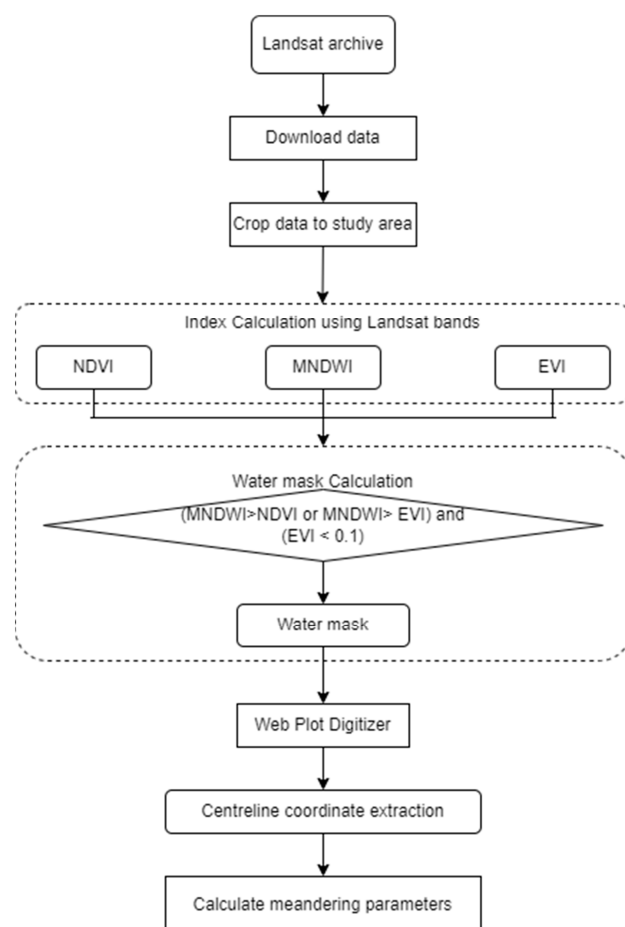 Landsat archive
Download data
Crop data to study area
Index Calculation using Landsat bands
NDVI
MNDWI
EVI
Water mask Calculation
(MNDWI>NDVI or MNDWI> EVI) and
(EVI < 0.1)
Water mask
Web Plot Digitizer
Centreline coordinate extraction
Calculate meandering parameters